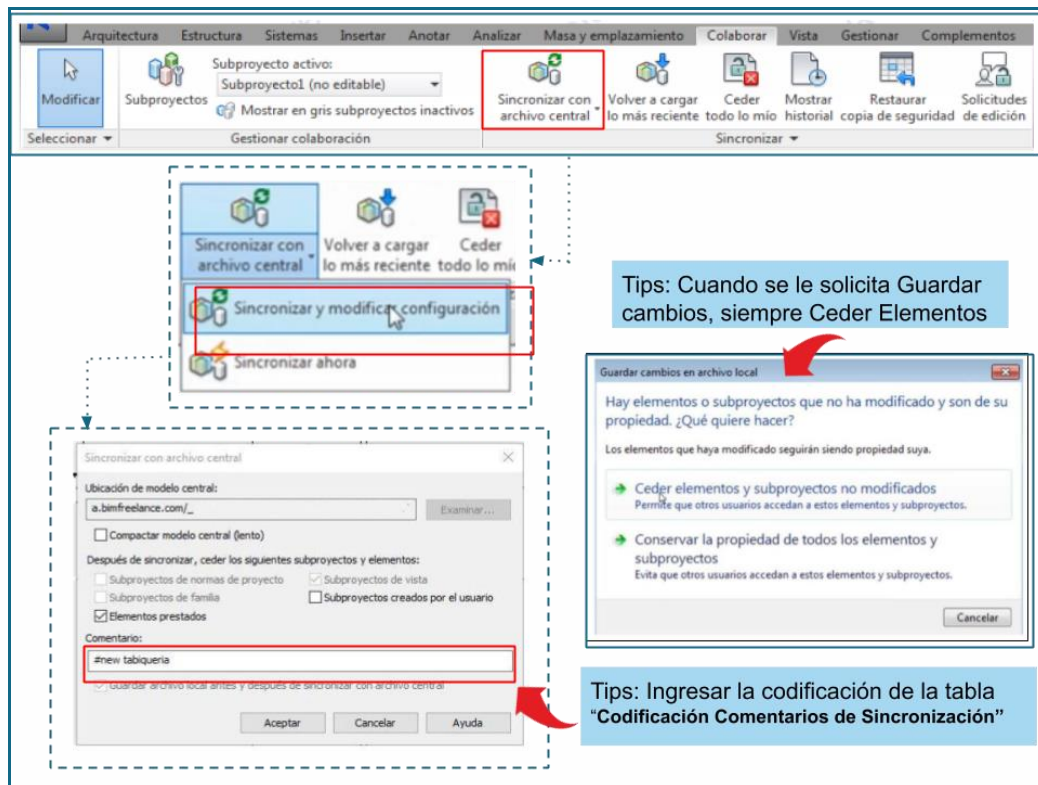 Arquitectura Estructura Sistemas Insertar Anotar Analizar Masa y emplazamiento Colaborar Vista Gestionar Complementos
Modificar
Subproyectos
Subproyecto activo:
Subproyecto1 (no editable)
Mostrar en gris subproyectos inactivos
Sincronizar con
archivo central
Volver a cargar
lo más reciente
Ceder
todo lo mío
Mostrar
historial
Restaurar
copia de seguridad
Solicitudes
de edición
Seleccionar
Gestionar colaboración
Sincronizar
Sincronizar con
archivo central
Volver a cargar
lo más reciente
Ceder
todo lo mío
Sincronizar y modificar configuración
Sincronizar ahora
Tips: Cuando se le solicita Guardar
cambios, siempre Ceder Elementos
Guardar cambios en archivo local
Hay elementos o subproyectos que no ha modificado y son de su
propiedad. ¿Qué quiere hacer?
Los elementos que haya modificado seguirán siendo propiedad suya.
Ceder elementos y subproyectos no modificados
Permite que otros usuarios accedan a estos elementos y subproyectos.
Conservar la propiedad de todos los elementos y
subproyectos
Evita que otros usuarios accedan a estos elementos y subproyectos.
Cancelar
Sincronizar con archivo central
Ubicación de modelo central:
a.bimfreelance.com/_
Examinar...
Compactar modelo central (lento)
Después de sincronizar, ceder los siguientes subproyectos y elementos:
Subproyectos de normas de proyecto
Subproyectos de vista
Subproyectos de familia
Subproyectos creados por el usuario
Elementos prestados
Comentario:
#new tabiqueria
Guardar archivo local antes y después de sincronizar con archivo central
Aceptar
Cancelar
Ayuda
Tips: Ingresar la codificación de la tabla
“Codificación Comentarios de Sincronización”